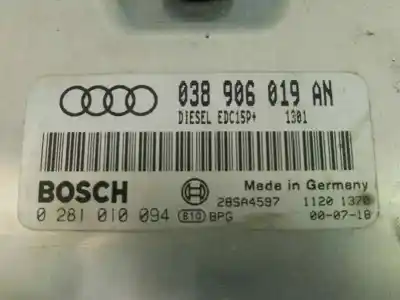 038 906 019 AN
DIESEL EDC15P+ 1301
BOSCH
Made in Germany
28SA4597 1120 1370
0 281 010 094 B10 BPG 00-07-18